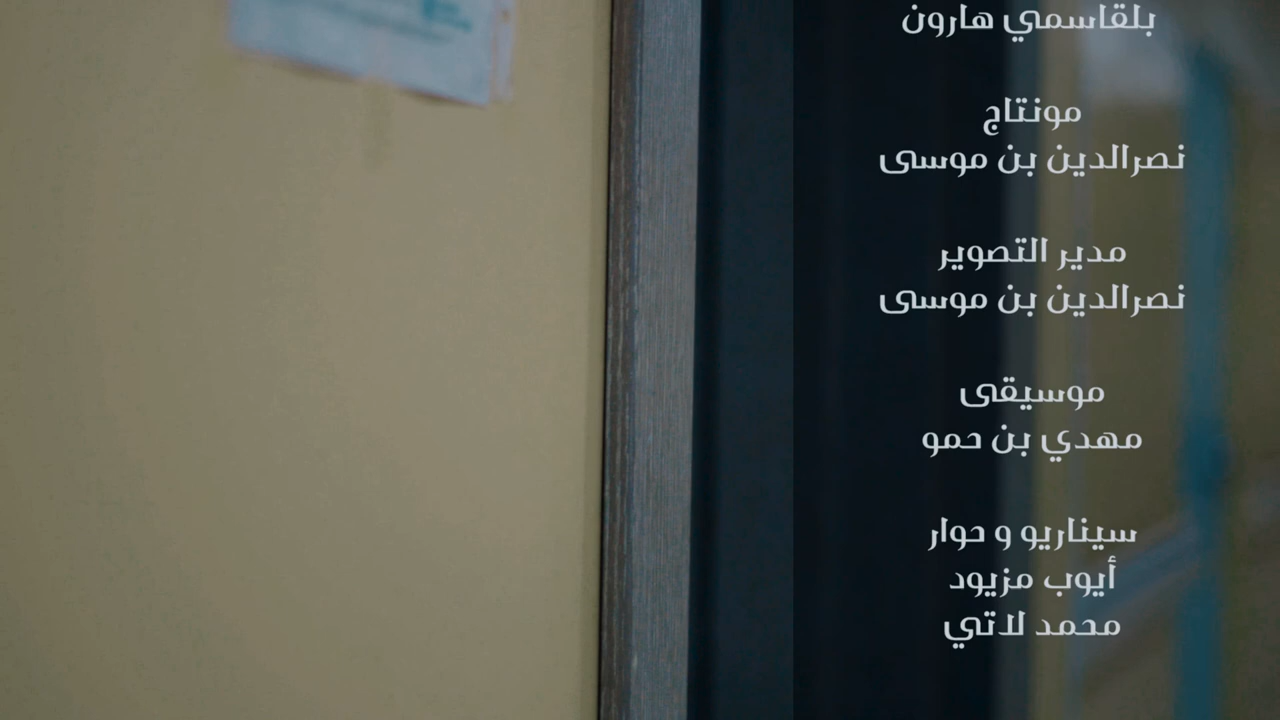 بلقاسمي هارون
مونتاج
نصرالدين بن موسى
مدير التصوير
نصرالدين بن موسى
موسيقى
مهدي بن حمو
سيناريو و حوار
أيوب مزيود
محمد لاتي